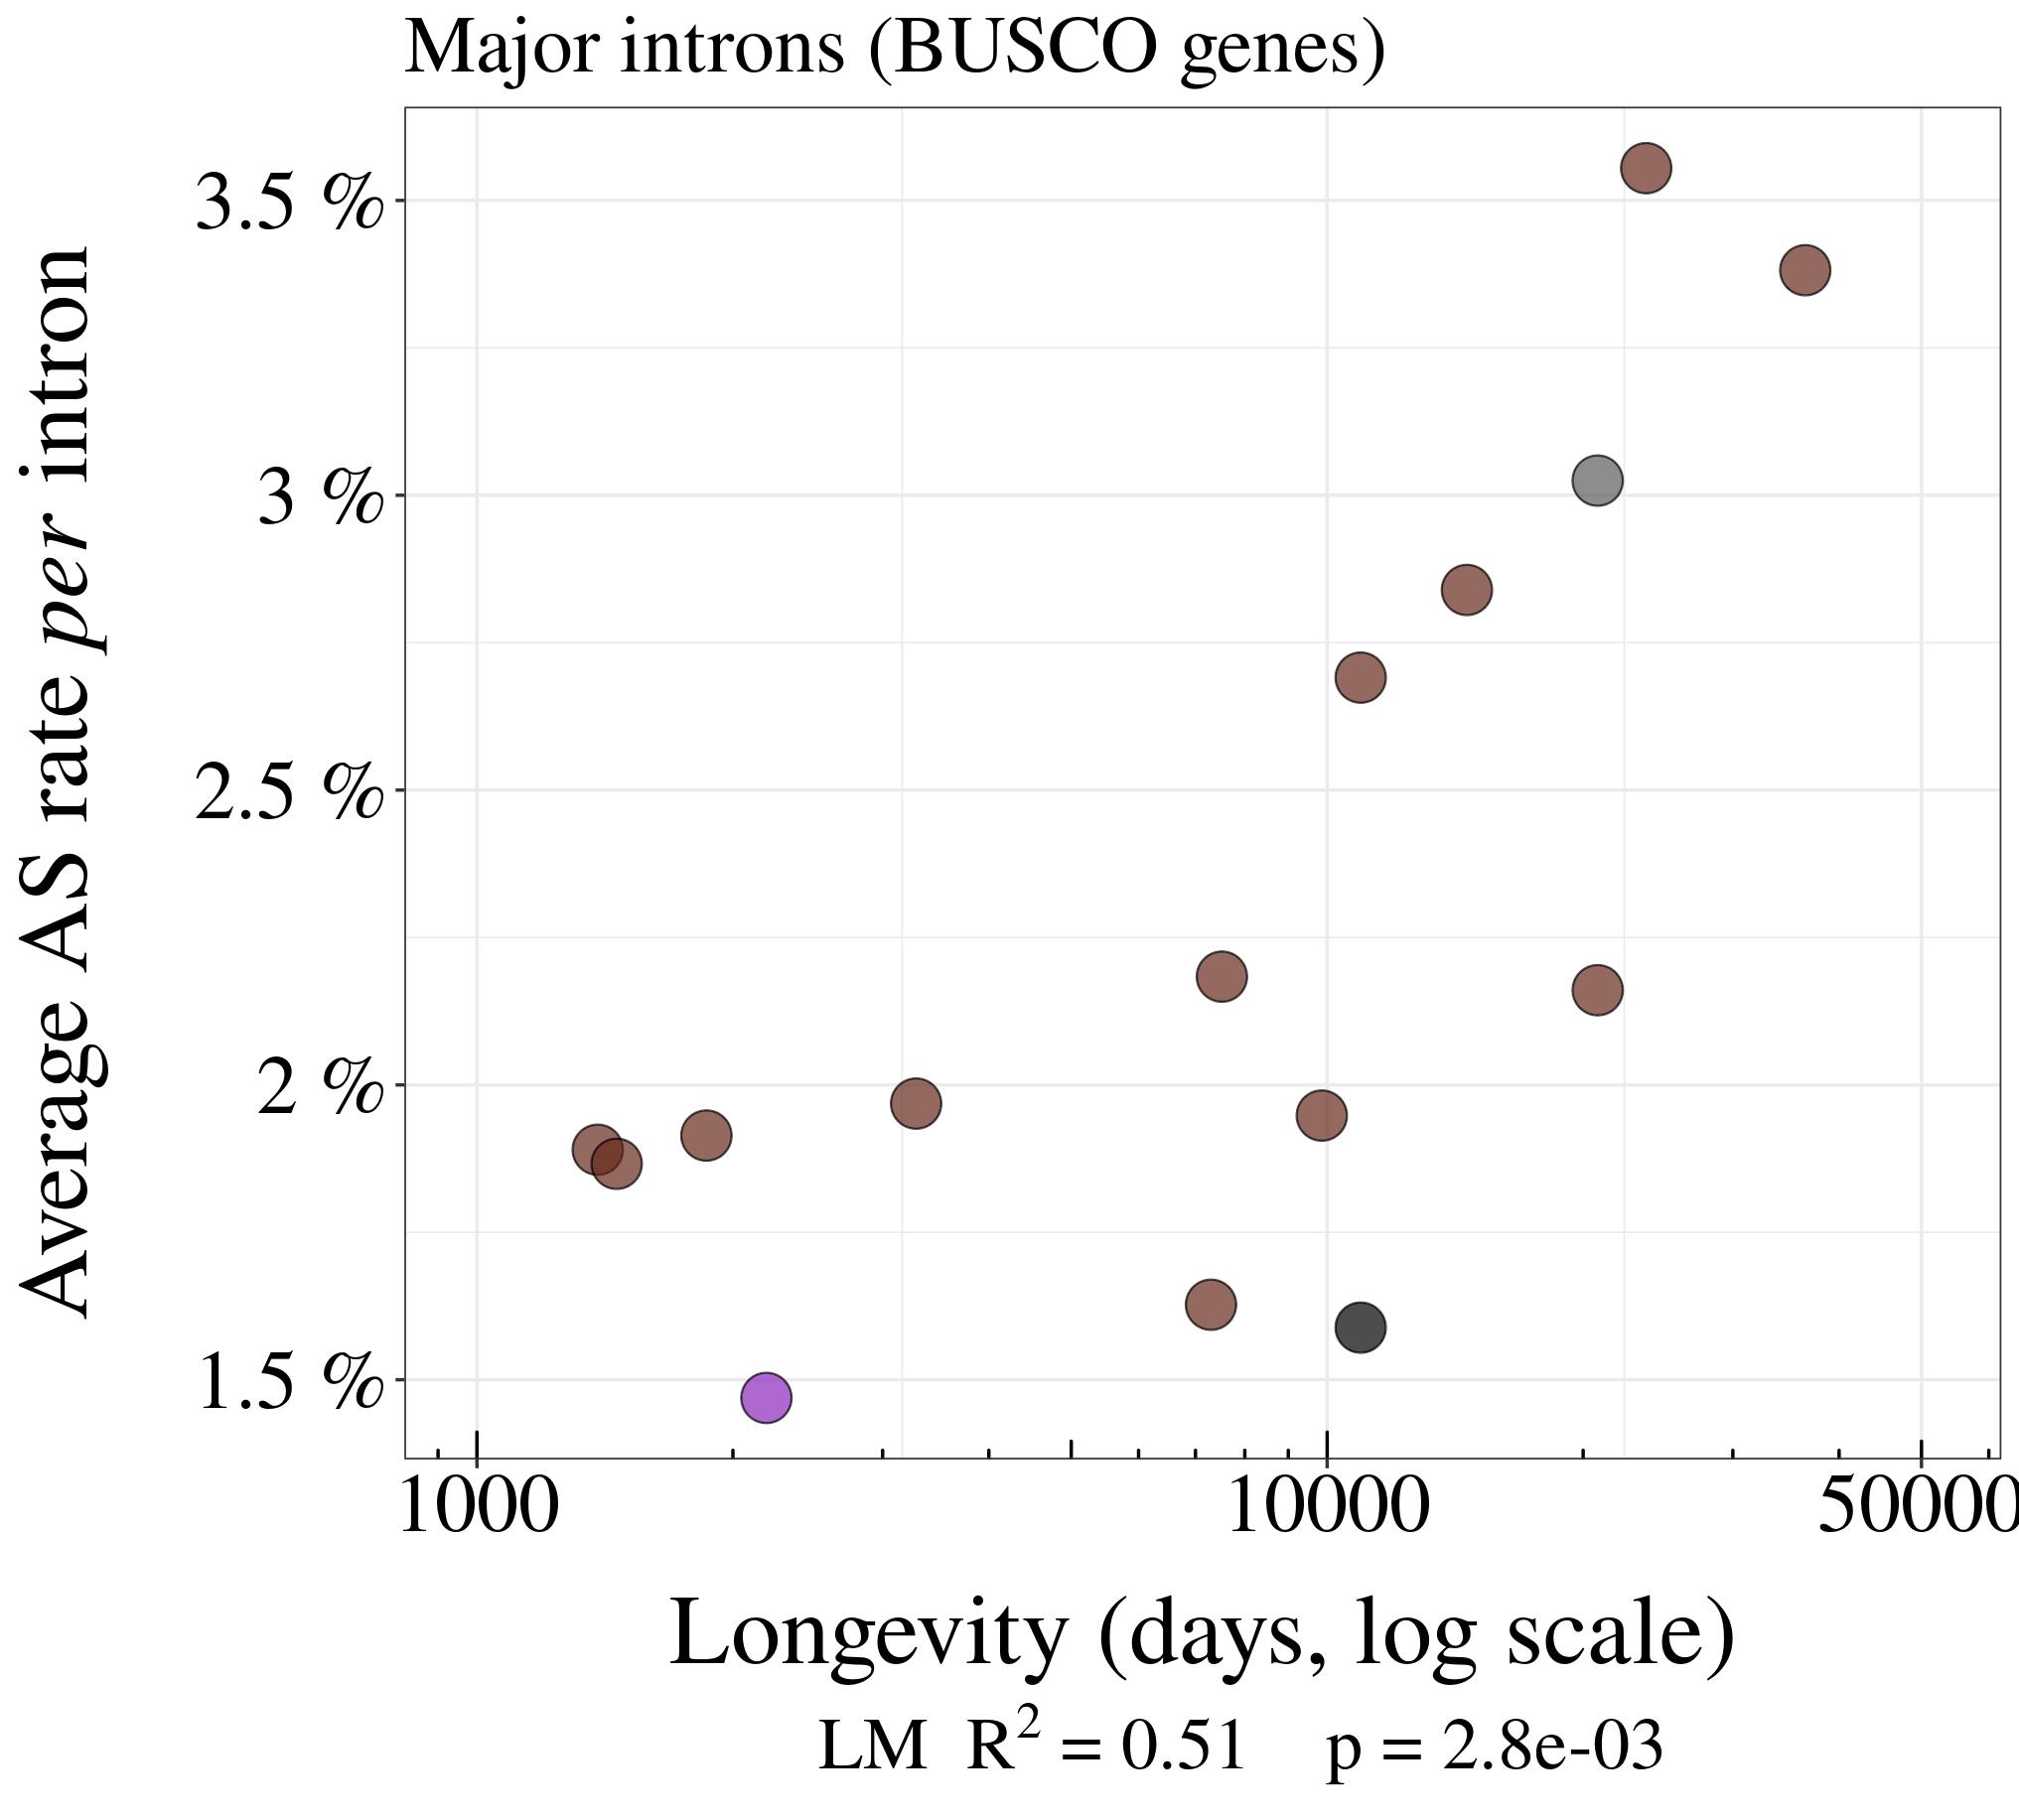 Major introns (BUSCO genes)
Average AS rate per intron
3.5 %
3 %
2.5 %
2 %
1.5 %
1000
10000
50000
Longevity (days, log scale)
LM R² = 0.51 p = 2.8e-03